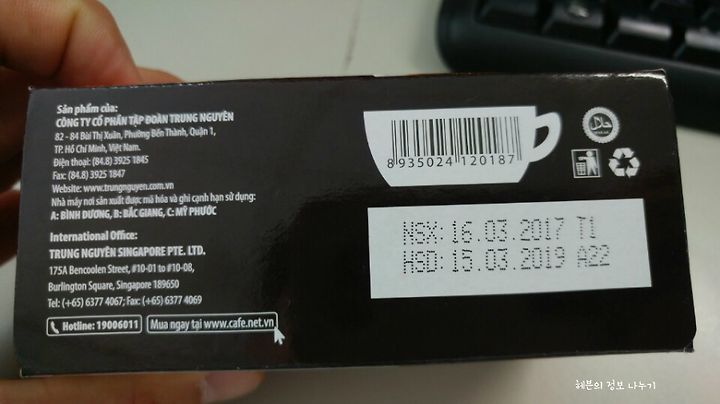 Sản phẩm của:
CÔNG TY CỔ PHẦN TẬP ĐOÀN TRUNG NGUYÊN
82 - 84 Bùi Thị Xuân, Phường Bến Thành, Quận 1,
TP. Hồ Chí Minh, Việt Nam.
Điện thoại: (84.8) 3925 1845
Fax: (84.8) 3925 1847
Website: www.trungnguyen.com.vn
Nhà máy nơi sản xuất được mã hóa và ghi cạnh hạn sử dụng:
A: BÌNH DƯƠNG, B: BẮC GIANG, C: MỸ PHƯỚC
International Office:
TRUNG NGUYÊN SINGAPORE PTE. LTD.
175A Bencoolen Street, #10-01 to #10-08,
Burlington Square, Singapore 189650
Tel: (+65) 6377 4067; Fax: (+65) 6377 4069
Hotline: 19006011
Mua ngay tại www.cafe.net.vn
8935024120187
NSX: 16.03.2017 T1
HSD: 15.03.2019 A22
헤븐의 정보 나누기